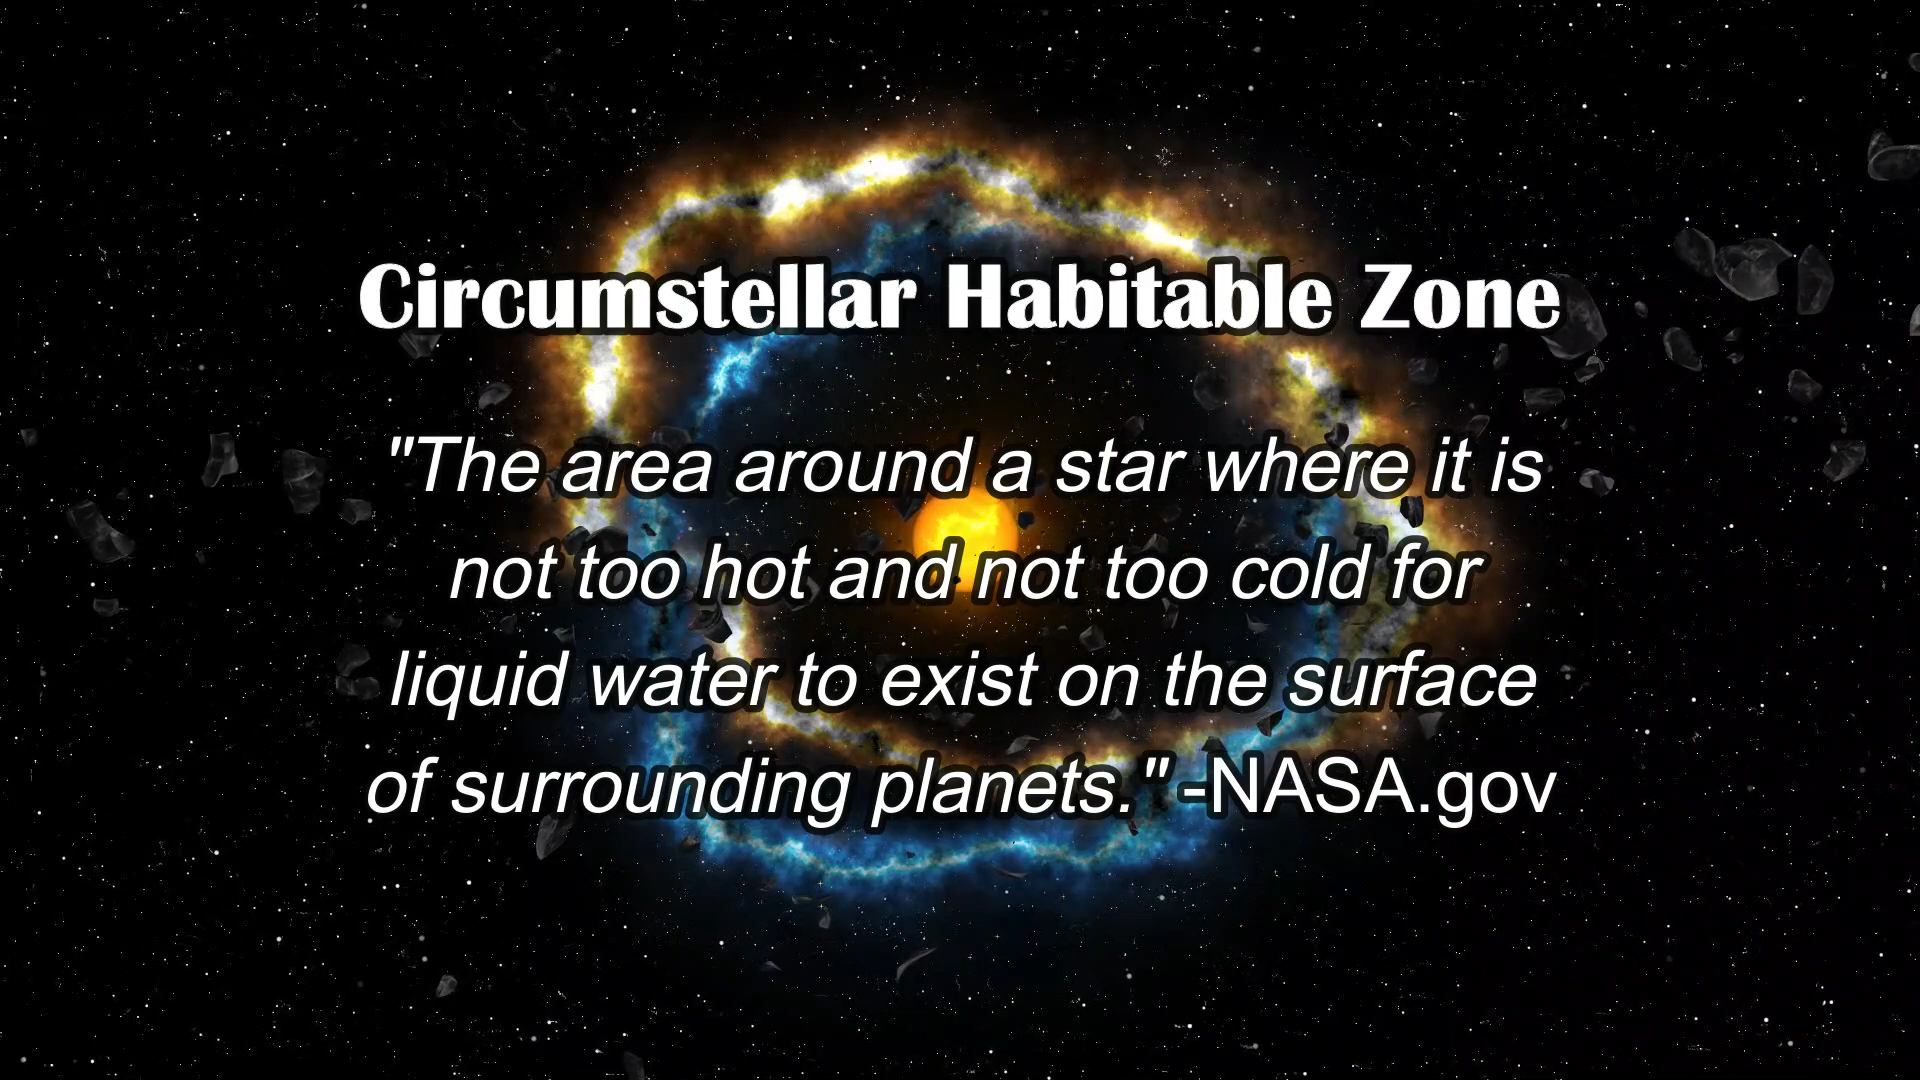 Circumstellar Habitable Zone
"The area around a star where it is
not too hot and not too cold for
liquid water to exist on the surface
of surrounding planets." -NASA.gov